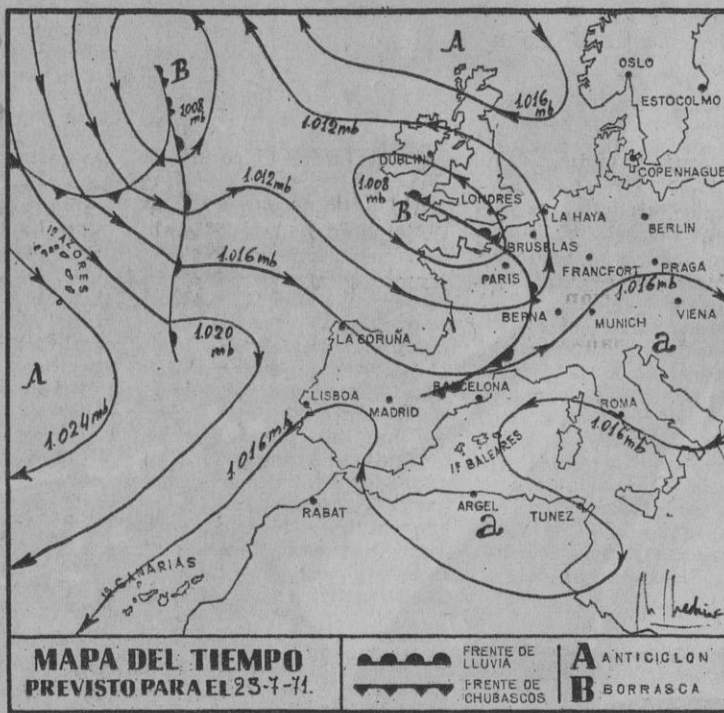 A
B
1008 mb
1.016 mb
OSLO
ESTOCOLMO
1.012 mb
DUBLIN
COPENHAGUE
1.008 mb
1.012 mb
B
LONDRES
LA HAYA
BERLIN
BRUSELAS
Iˢ AZORES
1.016 mb
PARIS
FRANCFORT
PRAGA
1.016 mb
BERNA
MUNICH
VIENA
1.020 mb
LA CORUÑA
a
A
BARCELONA
LISBOA
MADRID
ROMA
1.024 mb
1.016 mb
1.016 mb
Iˢ BALEARES
RABAT
ARGEL
TUNEZ
a
Iˢ CANARIAS
MAPA DEL TIEMPO
PREVISTO PARA EL 23-7-71.
FRENTE DE
LLUVIA
FRENTE DE
CHUBASCOS
A ANTICICLON
B BORRASCA